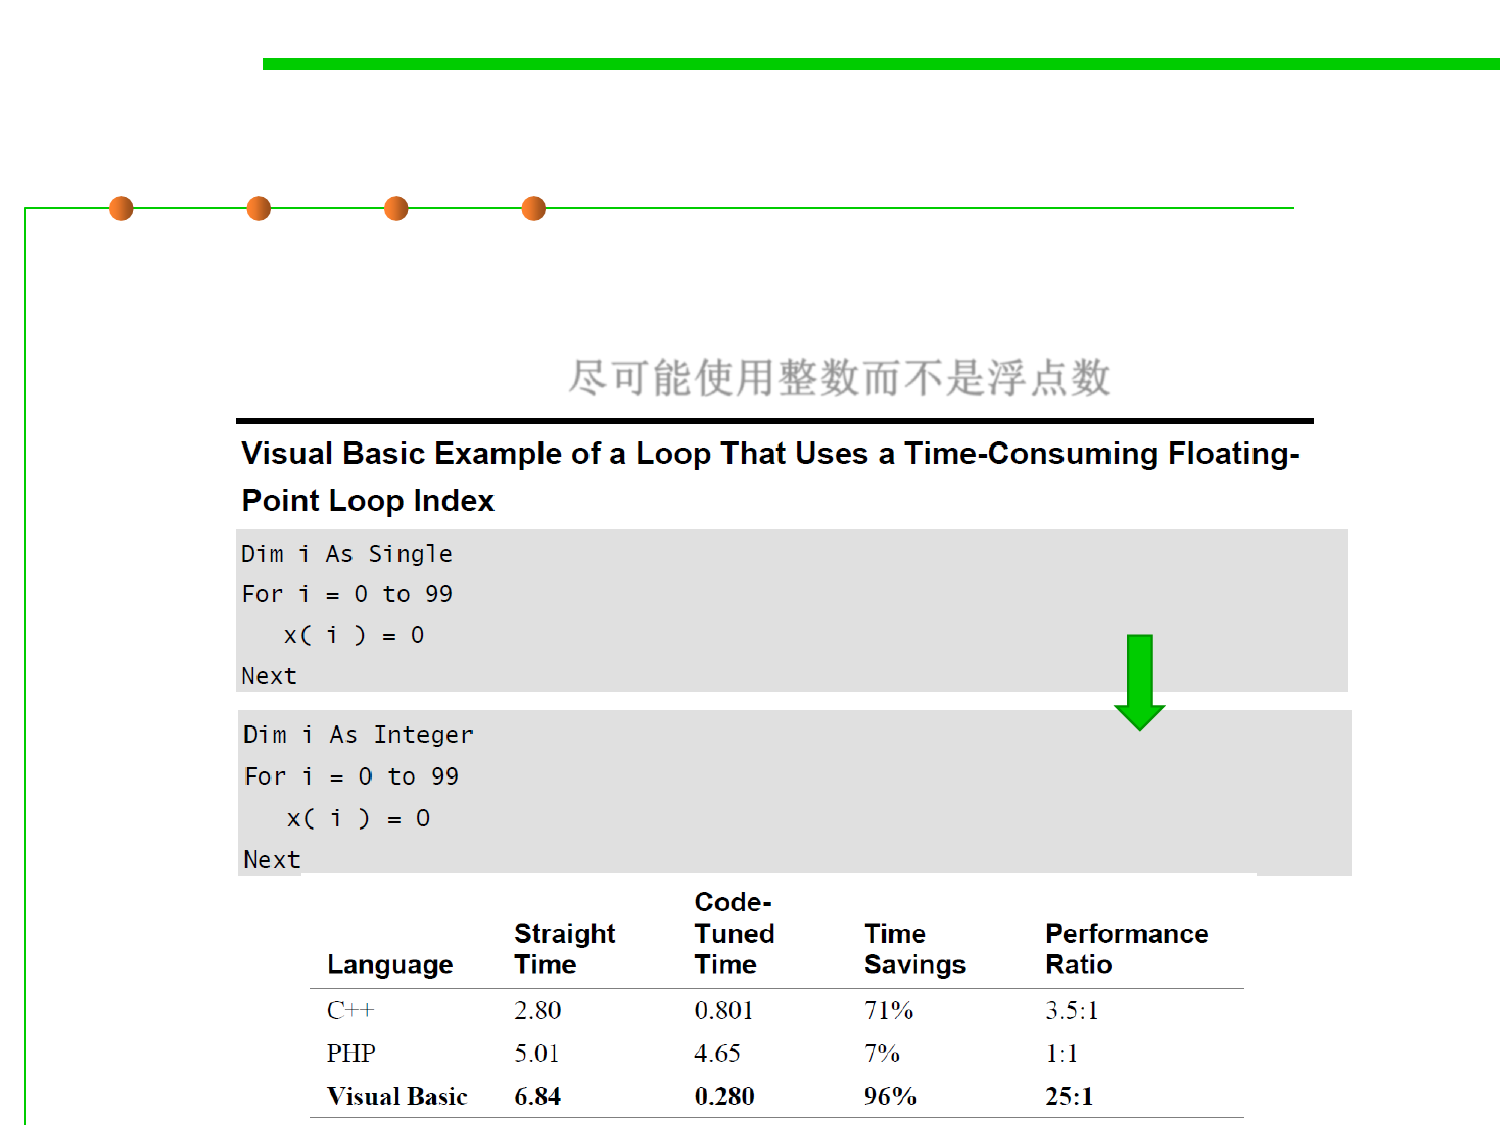 尽可能使用整数而不是浮点数
Visual Basic Example of a Loop That Uses a Time-Consuming Floating-
Point Loop Index
Dim i As Single
For i = 0 to 99
   x( i ) = 0
Next
Dim i As Integer
For i = 0 to 99
   x( i ) = 0
Next
Language Straight Time Code-Tuned Time Time Savings Performance Ratio
C++ 2.80 0.801 71% 3.5:1
PHP 5.01 4.65 7% 1:1
Visual Basic 6.84 0.280 96% 25:1